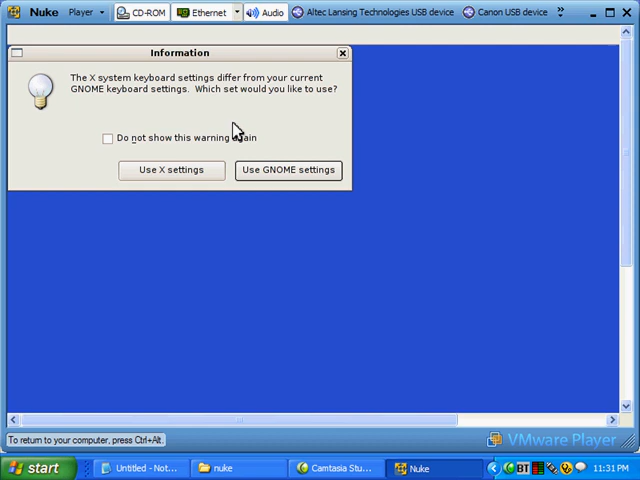 Nuke Player CD-ROM Ethernet Audio Altec Lansing Technologies USB device Canon USB device
Information
The X system keyboard settings differ from your current
GNOME keyboard settings. Which set would you like to use?
Do not show this warning again
Use X settings Use GNOME settings
To return to your computer, press Ctrl+Alt.
VMware Player
start Untitled - Not... nuke Camtasia Stu... Nuke BT 11:31 PM